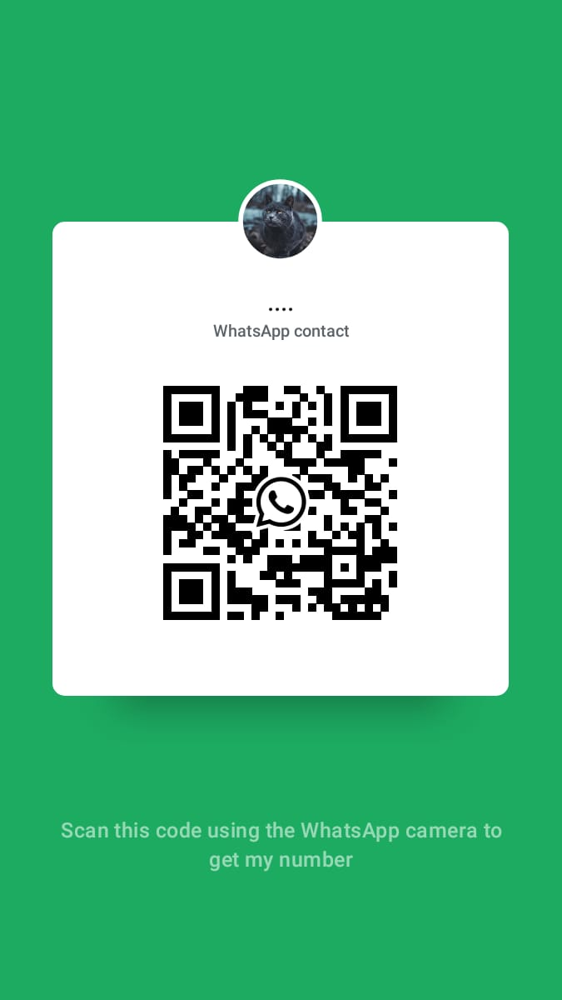 ....
WhatsApp contact
Scan this code using the WhatsApp camera to
get my number